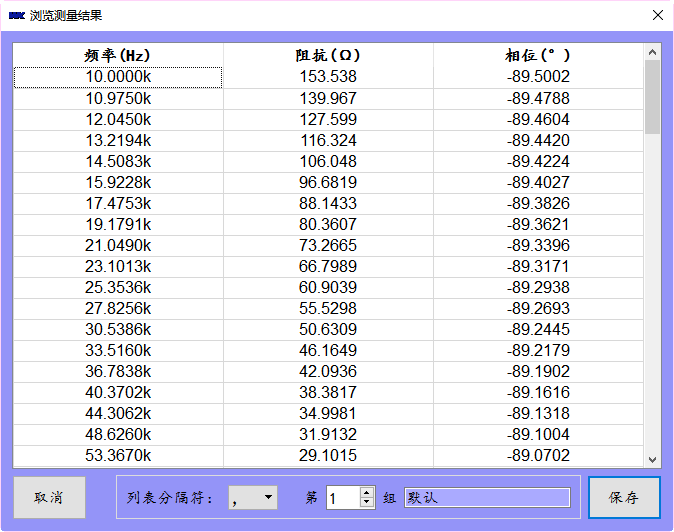 浏览测量结果
频率(Hz) 阻抗(Ω) 相位(°)
10.0000k 153.538 -89.5002
10.9750k 139.967 -89.4788
12.0450k 127.599 -89.4604
13.2194k 116.324 -89.4420
14.5083k 106.048 -89.4224
15.9228k 96.6819 -89.4027
17.4753k 88.1433 -89.3826
19.1791k 80.3607 -89.3621
21.0490k 73.2665 -89.3396
23.1013k 66.7989 -89.3171
25.3536k 60.9039 -89.2938
27.8256k 55.5298 -89.2693
30.5386k 50.6309 -89.2445
33.5160k 46.1649 -89.2179
36.7838k 42.0936 -89.1902
40.3702k 38.3817 -89.1616
44.3062k 34.9981 -89.1318
48.6260k 31.9132 -89.1004
53.3670k 29.1015 -89.0702
取消 列表分隔符： , 第 1 组 默认 保存